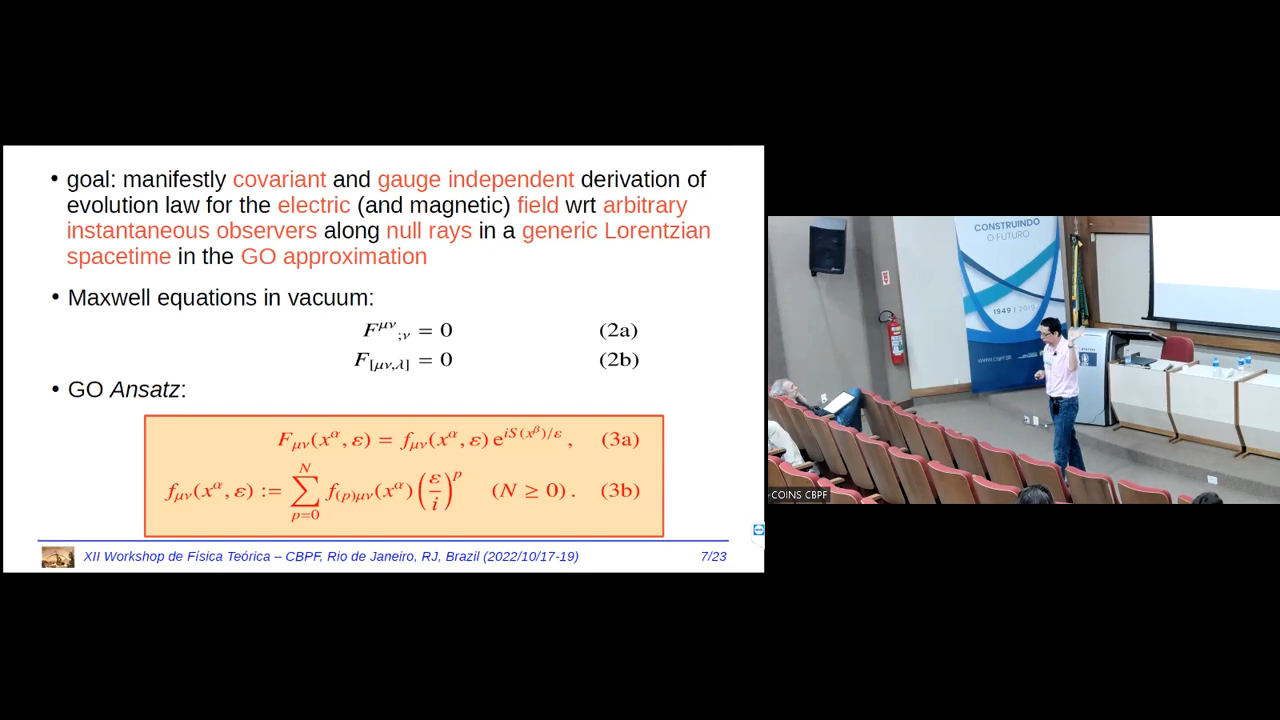 • goal: manifestly covariant and gauge independent derivation of
evolution law for the electric (and magnetic) field wrt arbitrary
instantaneous observers along null rays in a generic Lorentzian
spacetime in the GO approximation
• Maxwell equations in vacuum:
F^{μν}_{;ν} = 0 (2a)
F_{[μν,λ]} = 0 (2b)
• GO Ansatz:
F_{μν}(x^α, ε) = f_{μν}(x^α, ε) e^{iS(x^β)/ε} , (3a)
f_{μν}(x^α, ε) := ∑_{p=0}^{N} f_{(p)μν}(x^α) (ε/i)^p (N ≥ 0) . (3b)
XII Workshop de Física Teórica – CBPF, Rio de Janeiro, RJ, Brazil (2022/10/17-19) 7/23
CONSTRUINDO
O FUTURO
1949 | 2019
WWW.CBPF.BR
COINS CBPF